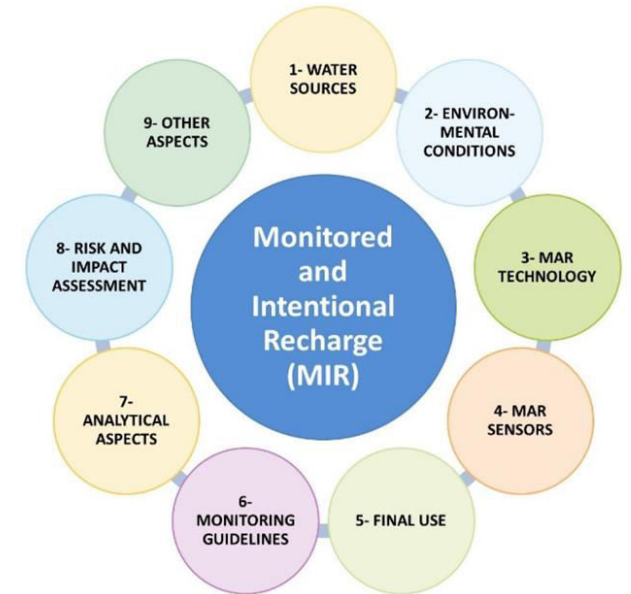 Monitored
and
Intentional
Recharge
(MIR)
1- WATER
SOURCES
2- ENVIRON-
MENTAL
CONDITIONS
3- MAR
TECHNOLOGY
4- MAR
SENSORS
5- FINAL USE
6-
MONITORING
GUIDELINES
7-
ANALYTICAL
ASPECTS
8- RISK AND
IMPACT
ASSESSMENT
9- OTHER
ASPECTS